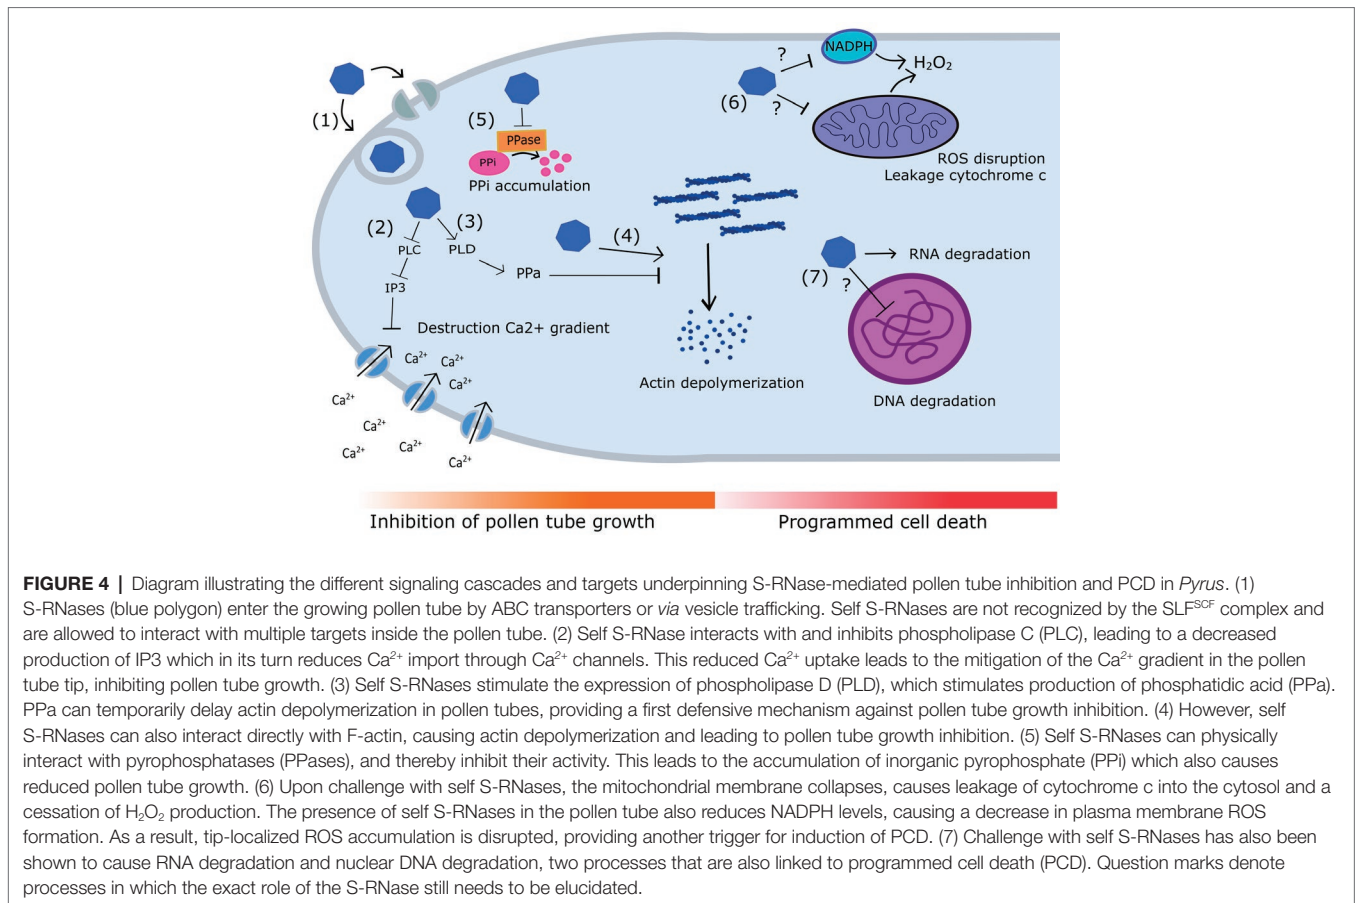 NADPH
?
H₂O₂
(1)
(5)
PPase
PPi
PPi accumulation
(6)
?
ROS disruption
Leakage cytochrome c
(2)
(3)
PLC
PLD
(4)
PPa
IP3
(7)
RNA degradation
?
Destruction Ca2+ gradient
Ca²⁺
Ca²⁺
Ca²⁺
Ca²⁺
Ca²⁺
Ca²⁺
Ca²⁺
Ca²⁺
Actin depolymerization
DNA degradation
Inhibition of pollen tube growth
Programmed cell death
FIGURE 4 | Diagram illustrating the different signaling cascades and targets underpinning S-RNase-mediated pollen tube inhibition and PCD in Pyrus. (1)
S-RNases (blue polygon) enter the growing pollen tube by ABC transporters or via vesicle trafficking. Self S-RNases are not recognized by the SLFSCF complex and
are allowed to interact with multiple targets inside the pollen tube. (2) Self S-RNase interacts with and inhibits phospholipase C (PLC), leading to a decreased
production of IP3 which in its turn reduces Ca²⁺ import through Ca²⁺ channels. This reduced Ca²⁺ uptake leads to the mitigation of the Ca²⁺ gradient in the pollen
tube tip, inhibiting pollen tube growth. (3) Self S-RNases stimulate the expression of phospholipase D (PLD), which stimulates production of phosphatidic acid (PPa).
PPa can temporarily delay actin depolymerization in pollen tubes, providing a first defensive mechanism against pollen tube growth inhibition. (4) However, self
S-RNases can also interact directly with F-actin, causing actin depolymerization and leading to pollen tube growth inhibition. (5) Self S-RNases can physically
interact with pyrophosphatases (PPases), and thereby inhibit their activity. This leads to the accumulation of inorganic pyrophosphate (PPi) which also causes
reduced pollen tube growth. (6) Upon challenge with self S-RNases, the mitochondrial membrane collapses, causes leakage of cytochrome c into the cytosol and a
cessation of H₂O₂ production. The presence of self S-RNases in the pollen tube also reduces NADPH levels, causing a decrease in plasma membrane ROS
formation. As a result, tip-localized ROS accumulation is disrupted, providing another trigger for induction of PCD. (7) Challenge with self S-RNases has also been
shown to cause RNA degradation and nuclear DNA degradation, two processes that are also linked to programmed cell death (PCD). Question marks denote
processes in which the exact role of the S-RNase still needs to be elucidated.